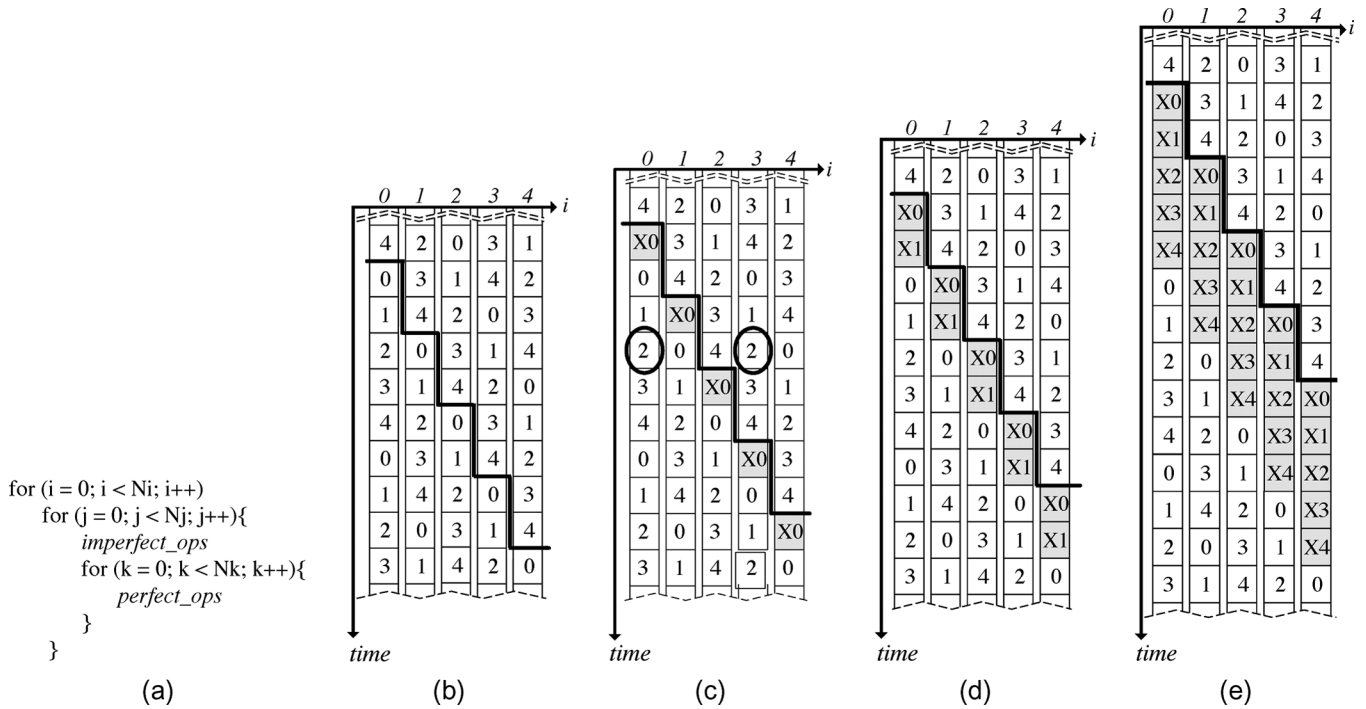 for (i = 0; i < Ni; i++)
for (j = 0; j < Nj; j++){
imperfect_ops
for (k = 0; k < Nk; k++){
perfect_ops
}
}
(a)
0 1 2 3 4
i
4 2 0 3 1
0 3 1 4 2
1 4 2 0 3
2 0 3 1 4
3 1 4 2 0
4 2 0 3 1
0 3 1 4 2
1 4 2 0 3
2 0 3 1 4
3 1 4 2 0
time
(b)
0 1 2 3 4
i
4 2 0 3 1
X0 3 1 4 2
0 4 2 0 3
1 X0 3 1 4
2 0 4 2 0
3 1 X0 3 1
4 2 0 4 2
0 3 1 X0 3
1 4 2 0 4
2 0 3 1 X0
3 1 4 2 0
time
(c)
0 1 2 3 4
i
4 2 0 3 1
X0 3 1 4 2
X1 4 2 0 3
0 X0 3 1 4
1 X1 4 2 0
2 0 X0 3 1
3 1 X1 4 2
4 2 0 X0 3
0 3 1 X1 4
1 4 2 0 X0
2 0 3 1 X1
3 1 4 2 0
time
(d)
0 1 2 3 4
i
4 2 0 3 1
X0 3 1 4 2
X1 4 2 0 3
X2 X0 3 1 4
X3 X1 4 2 0
X4 X2 X0 3 1
0 X3 X1 4 2
1 X4 X2 X0 3
2 0 X3 X1 4
3 1 X4 X2 X0
4 2 0 X3 X1
0 3 1 X4 X2
1 4 2 0 X3
2 0 3 1 X4
3 1 4 2 0
time
(e)